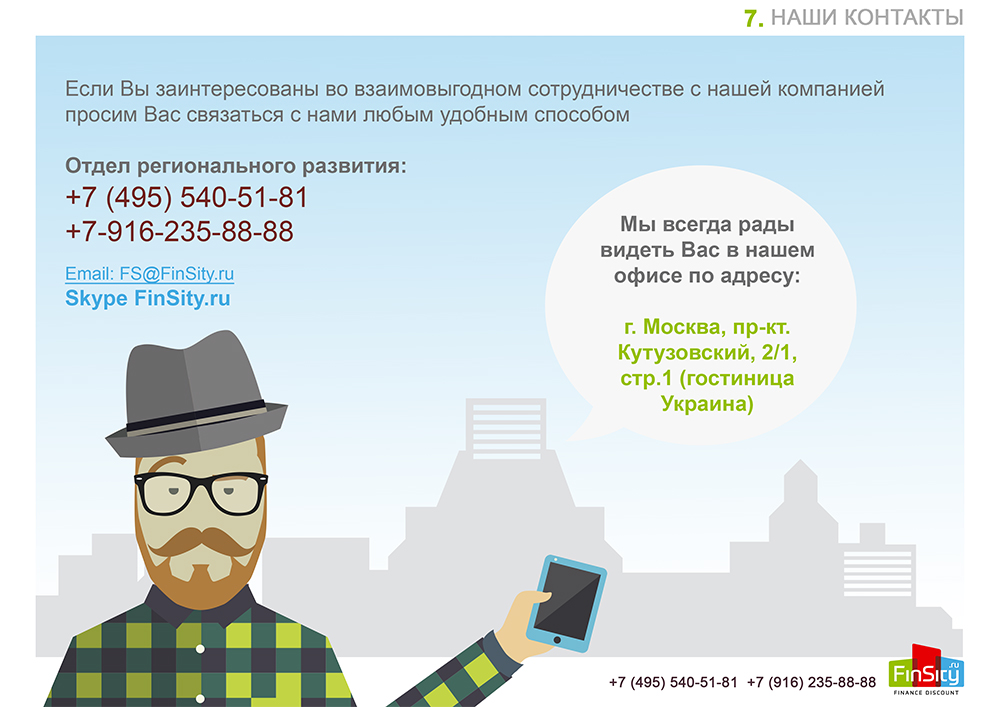 7. НАШИ КОНТАКТЫ
Если Вы заинтересованы во взаимовыгодном сотрудничестве с нашей компанией
просим Вас связаться с нами любым удобным способом
Отдел регионального развития:
+7 (495) 540-51-81
+7-916-235-88-88
Email: FS@FinSity.ru
Skype FinSity.ru
Мы всегда рады
видеть Вас в нашем
офисе по адресу:
г. Москва, пр-кт.
Кутузовский, 2/1,
стр.1 (гостиница
Украина)
+7 (495) 540-51-81 +7 (916) 235-88-88
FinSity.ru
FINANCE DISCOUNT